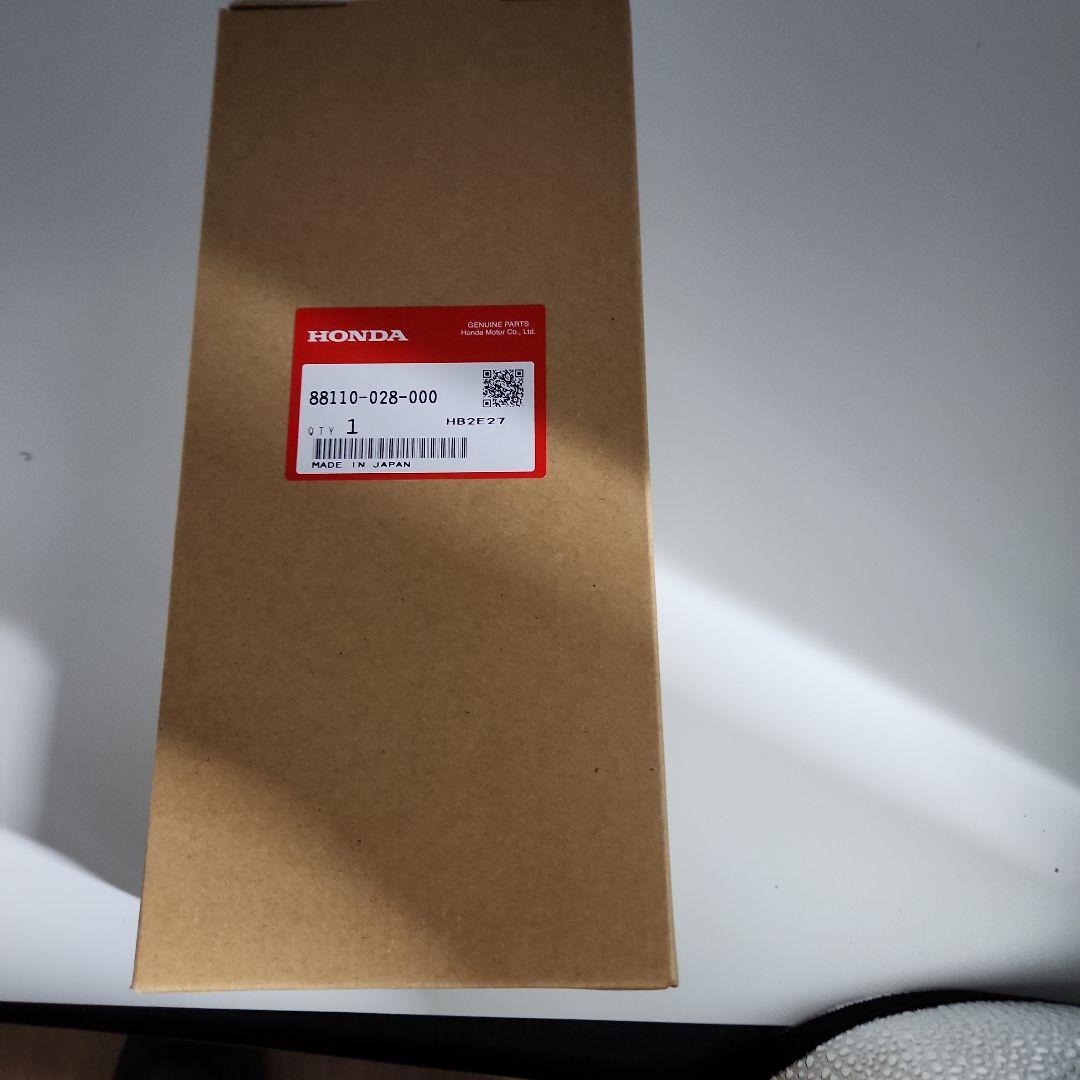 HONDA
GENUINE PARTS
Honda Motor Co., Ltd.
88110-028-000
QTY 1
HB2E27
MADE IN JAPAN